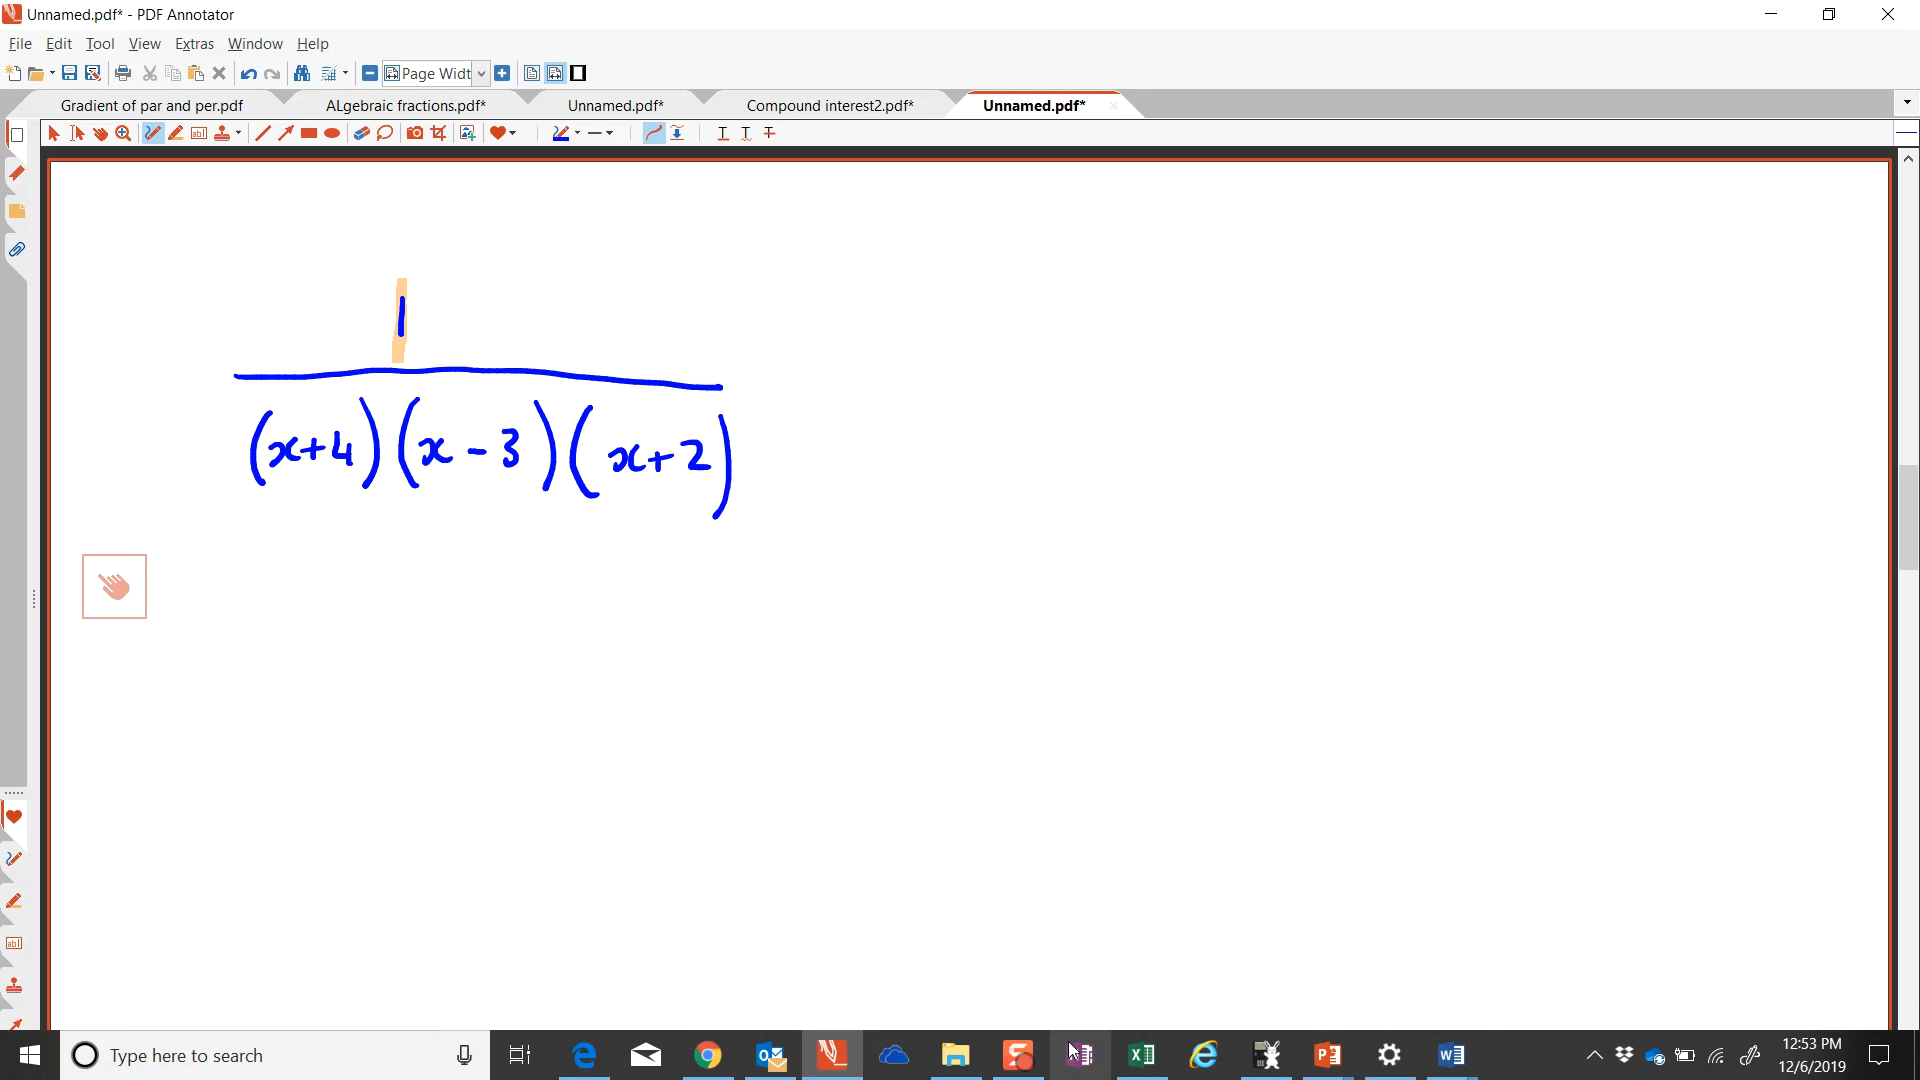 Unnamed.pdf* - PDF Annotator
File Edit Tool View Extras Window Help
Page Widt
Gradient of par and per.pdf ALgebraic fractions.pdf* Unnamed.pdf* Compound interest2.pdf* Unnamed.pdf*
1
(x+4)(x-3)(x+2)
Type here to search
12:53 PM
12/6/2019